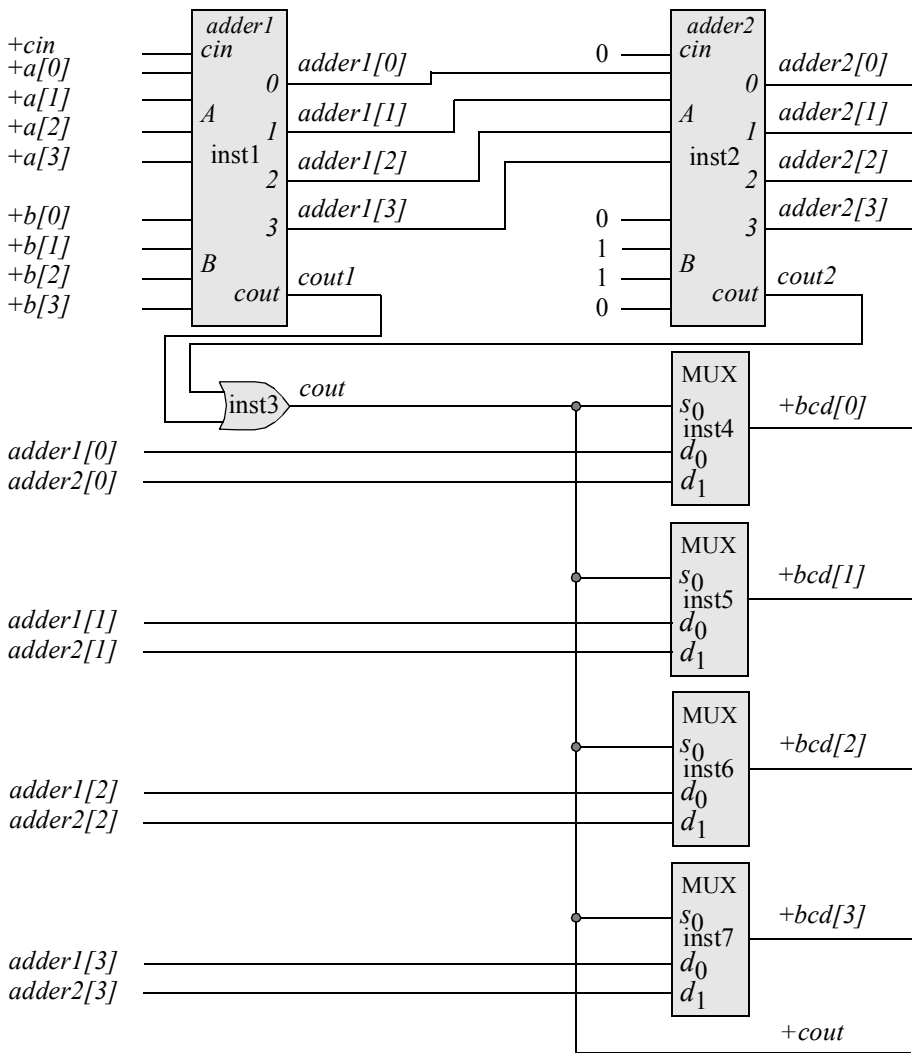 adder1
adder2
+cin
cin
0
cin
+a[0]
0
adder1[0]
0
adder2[0]
+a[1]
A
1
adder1[1]
A
1
adder2[1]
+a[2]
+a[3]
inst1
2
adder1[2]
inst2
2
adder2[2]
+b[0]
3
adder1[3]
0
3
adder2[3]
+b[1]
1
+b[2]
B
1
B
+b[3]
cout
cout1
0
cout
cout2
inst3
cout
MUX
s0
inst4
d0
d1
+bcd[0]
adder1[0]
adder2[0]
MUX
s0
inst5
d0
d1
+bcd[1]
adder1[1]
adder2[1]
MUX
s0
inst6
d0
d1
+bcd[2]
adder1[2]
adder2[2]
MUX
s0
inst7
d0
d1
+bcd[3]
adder1[3]
adder2[3]
+cout